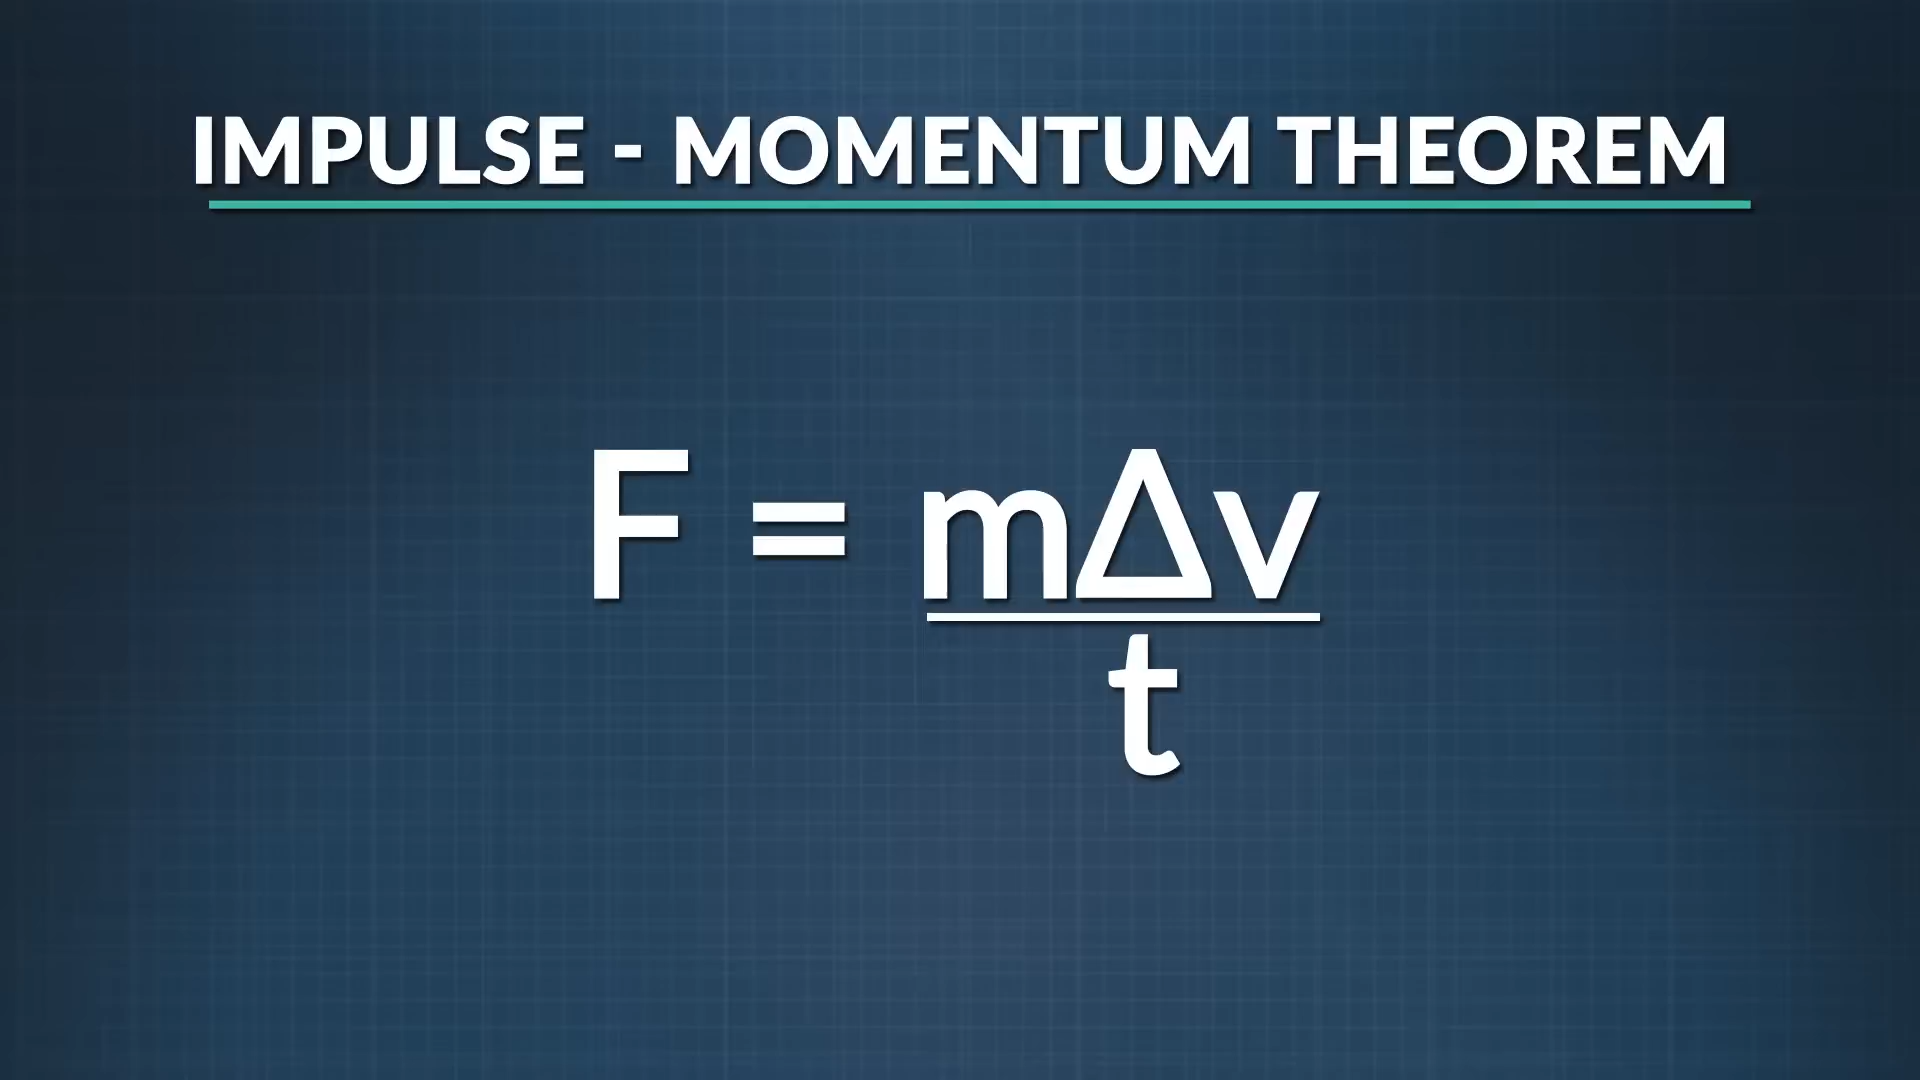 IMPULSE - MOMENTUM THEOREM
F = mΔv
t